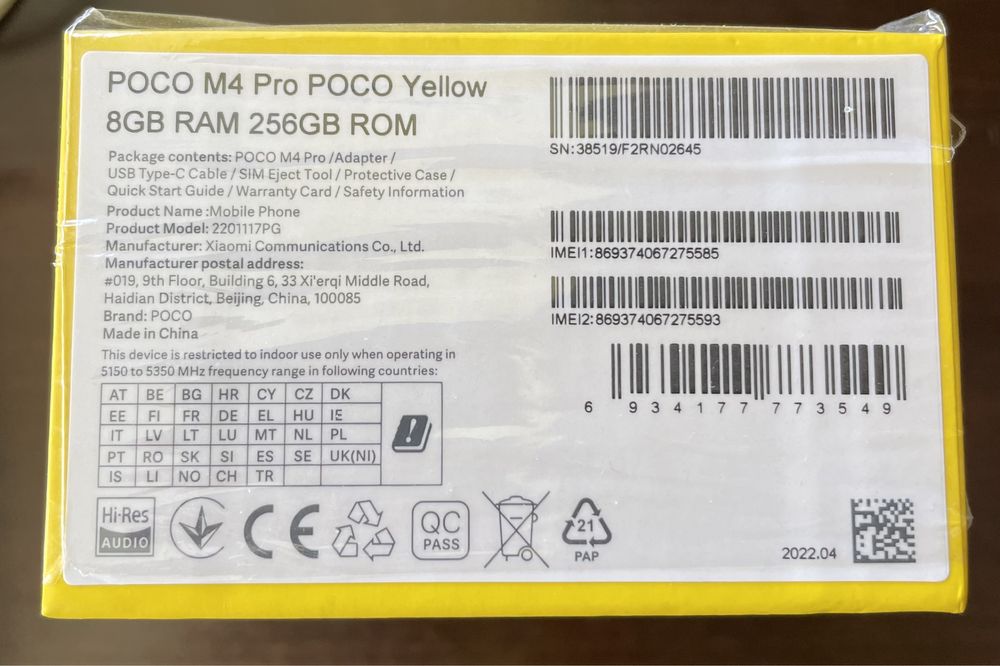 POCO M4 Pro POCO Yellow
8GB RAM 256GB ROM
Package contents: POCO M4 Pro /Adapter /
USB Type-C Cable / SIM Eject Tool / Protective Case /
Quick Start Guide / Warranty Card / Safety Information
Product Name :Mobile Phone
Product Model: 2201117PG
Manufacturer: Xiaomi Communications Co., Ltd.
Manufacturer postal address:
#019, 9th Floor, Building 6, 33 Xi'erqi Middle Road,
Haidian District, Beijing, China, 100085
Brand: POCO
Made in China
This device is restricted to indoor use only when operating in
5150 to 5350 MHz frequency range in following countries:
AT BE BG HR CY CZ DK
EE FI FR DE EL HU IE
IT LV LT LU MT NL PL
PT RO SK SI ES SE UK(NI)
IS LI NO CH TR
Hi-Res
AUDIO
CE
QC
PASS
21
PAP
SN:38519/F2RN02645
IMEI1:869374067275585
IMEI2:869374067275593
6 934177 773549
2022.04